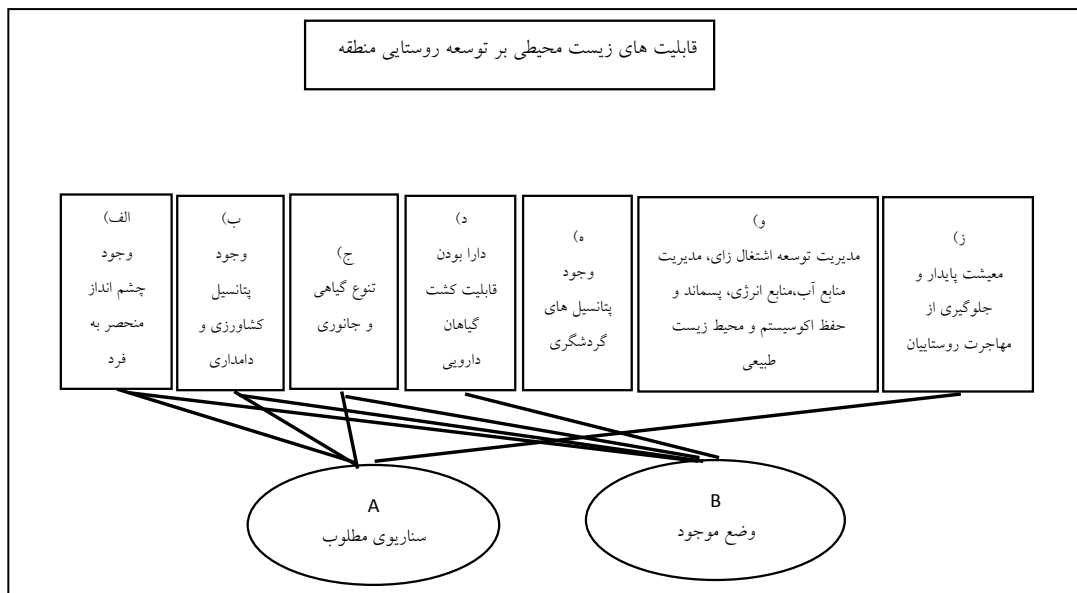 قابلیت های زیست محیطی بر توسعه روستایی منطقه
الف)
وجود
چشم انداز
منحصر به
فرد
ب)
وجود
پتانسیل
کشاورزی و
دامداری
ج)
تنوع گیاهی
و جانوری
د)
دارا بودن
قابلیت کشت
گیاهان
دارویی
ه)
وجود
پتانسیل های
گردشگری
و)
مدیریت توسعه اشتغال زای، مدیریت
منابع آب،منابع انرژی، پسماند و
حفظ اکوسیستم و محیط زیست
طبیعی
ز)
معیشت پایدار و
جلوگیری از
مهاجرت روستاییان
A
سناریوی مطلوب
B
وضع موجود